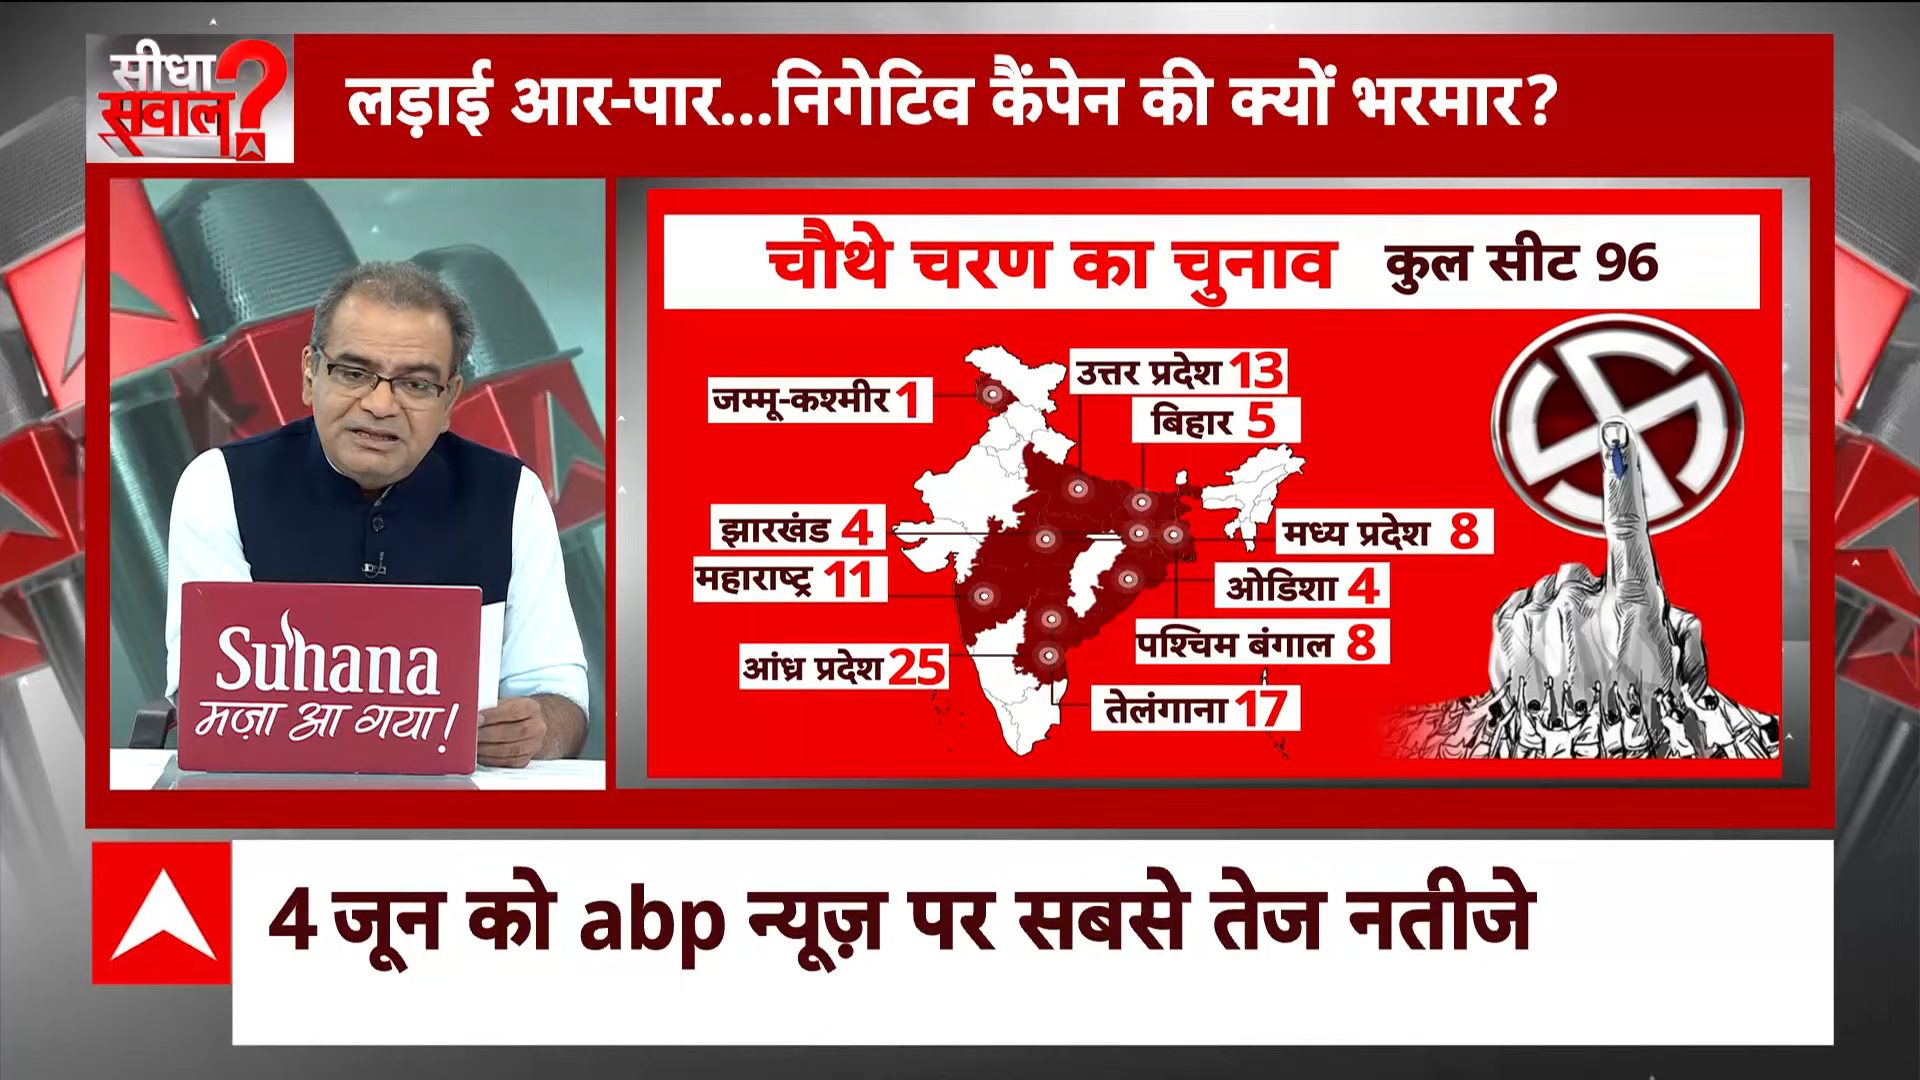 सीधा
सवाल?
लड़ाई आर-पार...निगेटिव कैंपेन की क्यों भरमार?
चौथे चरण का चुनाव कुल सीट 96
जम्मू-कश्मीर 1
उत्तर प्रदेश 13
बिहार 5
झारखंड 4
मध्य प्रदेश 8
महाराष्ट्र 11
ओडिशा 4
पश्चिम बंगाल 8
आंध्र प्रदेश 25
तेलंगाना 17
Suhana
मज़ा आ गया!
4 जून को abp न्यूज़ पर सबसे तेज नतीजे